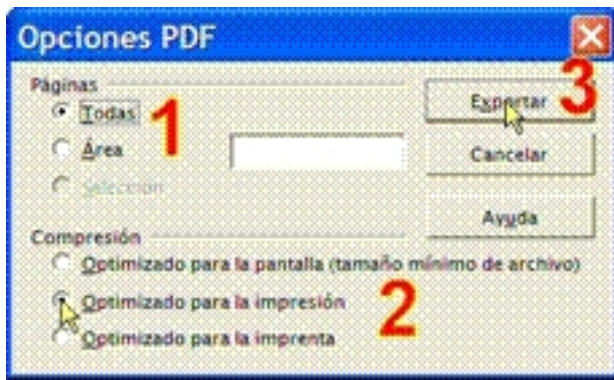 Opciones PDF
Páginas
Todas
1
Exportar
3
Área
Cancelar
Selección
Ayuda
Compresión
Optimizado para la pantalla (tamaño mínimo de archivo)
Optimizado para la impresión
2
Optimizado para la imprenta